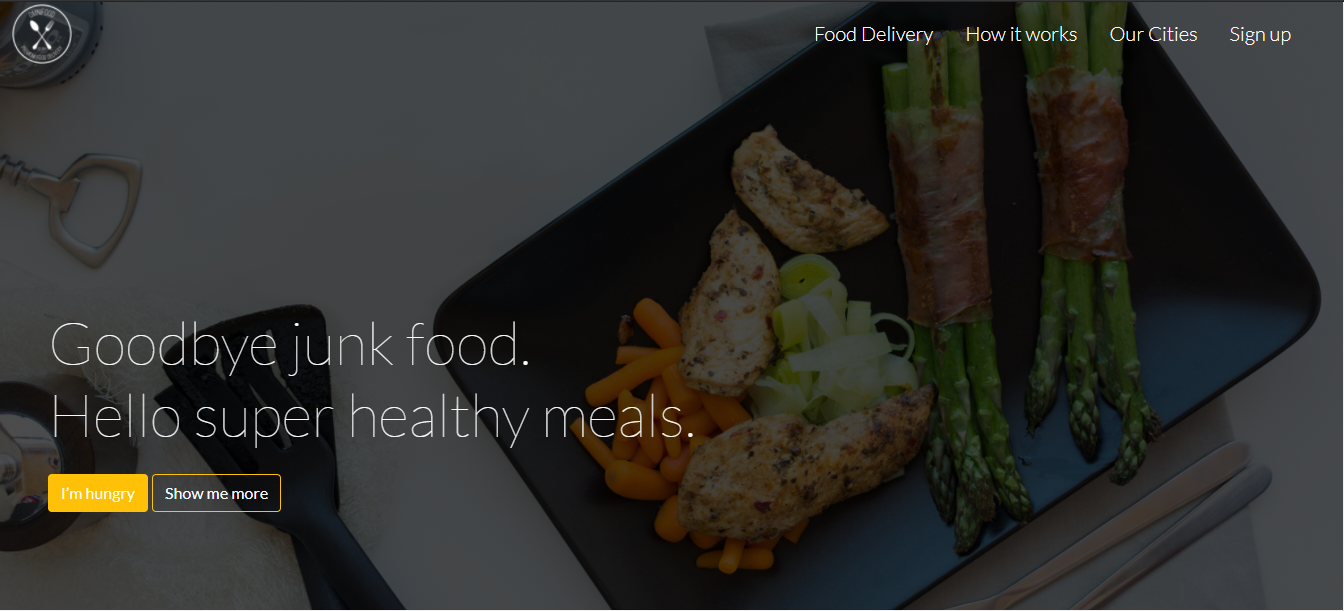 Food Delivery How it works Our Cities Sign up
Goodbye junk food.
Hello super healthy meals.
I'm hungry Show me more